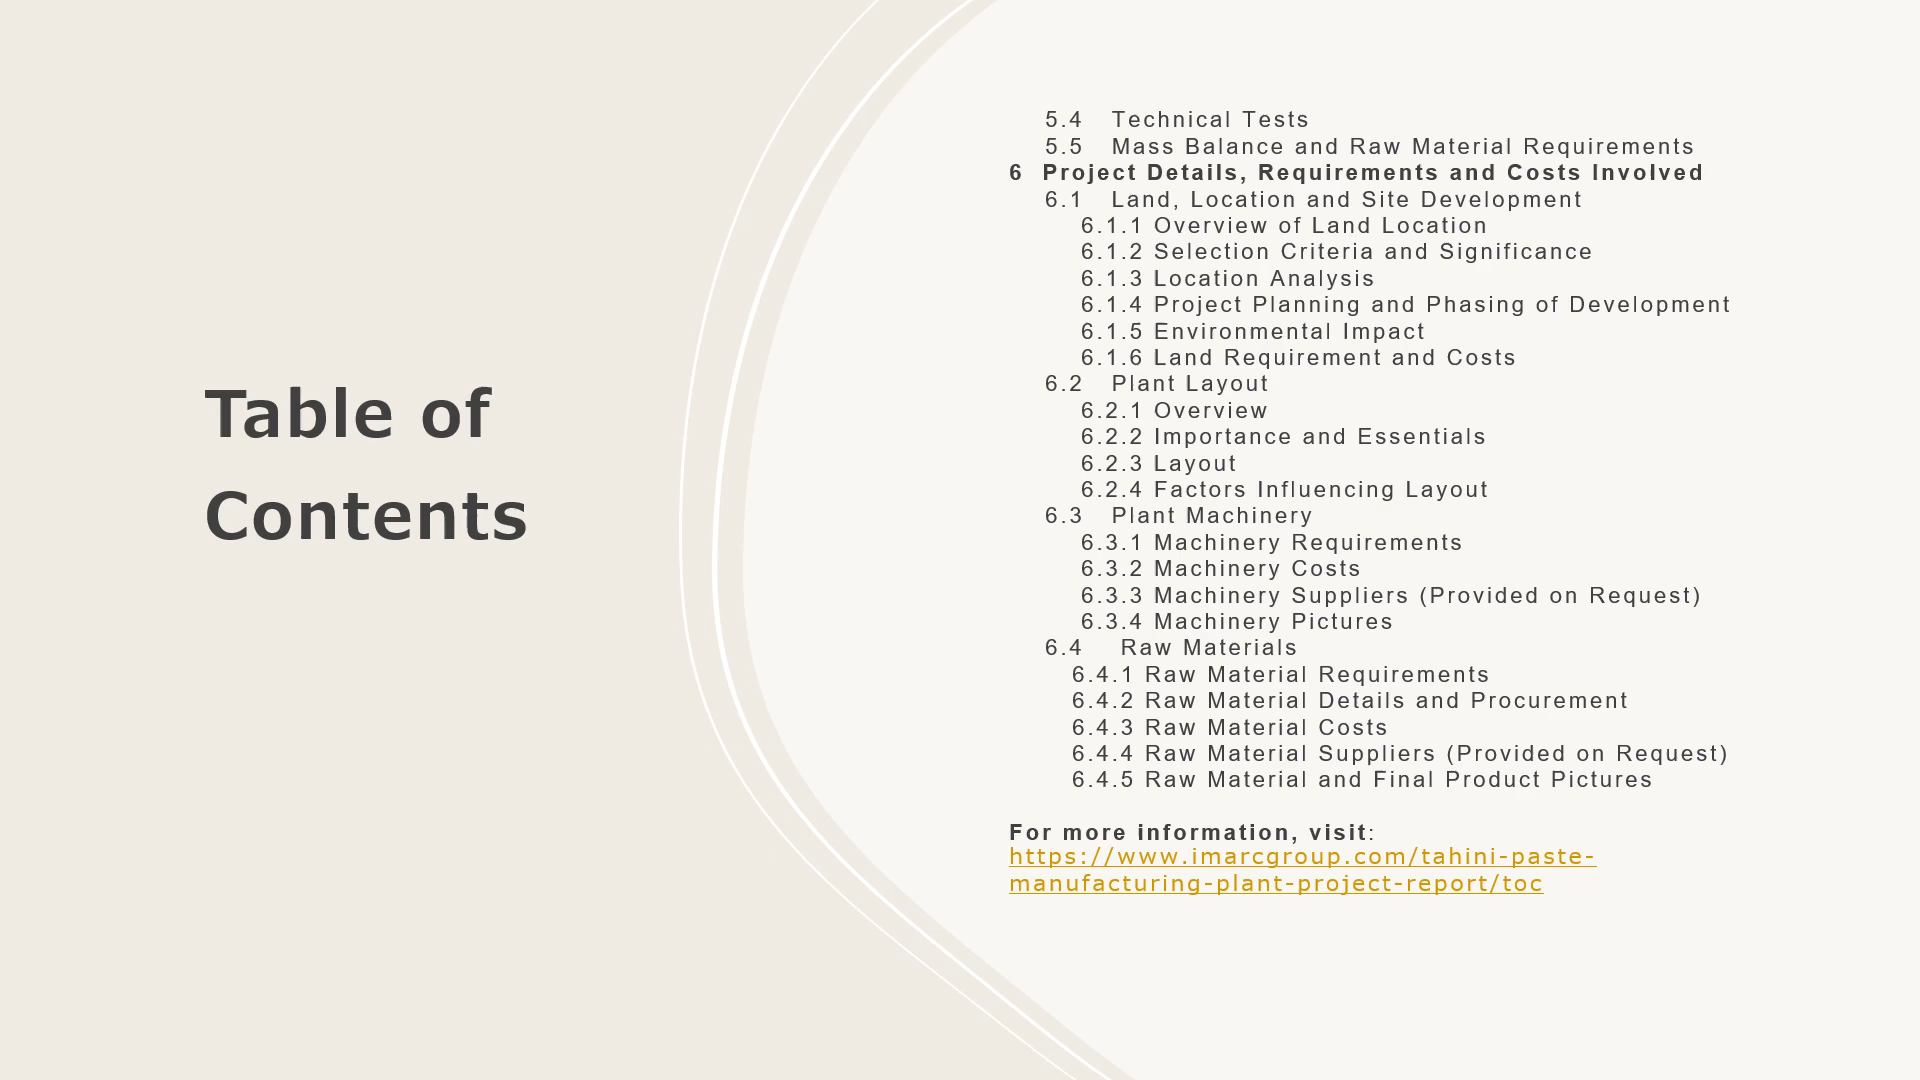 Table of
Contents
5.4 Technical Tests
5.5 Mass Balance and Raw Material Requirements
6 Project Details, Requirements and Costs Involved
6.1 Land, Location and Site Development
6.1.1 Overview of Land Location
6.1.2 Selection Criteria and Significance
6.1.3 Location Analysis
6.1.4 Project Planning and Phasing of Development
6.1.5 Environmental Impact
6.1.6 Land Requirement and Costs
6.2 Plant Layout
6.2.1 Overview
6.2.2 Importance and Essentials
6.2.3 Layout
6.2.4 Factors Influencing Layout
6.3 Plant Machinery
6.3.1 Machinery Requirements
6.3.2 Machinery Costs
6.3.3 Machinery Suppliers (Provided on Request)
6.3.4 Machinery Pictures
6.4 Raw Materials
6.4.1 Raw Material Requirements
6.4.2 Raw Material Details and Procurement
6.4.3 Raw Material Costs
6.4.4 Raw Material Suppliers (Provided on Request)
6.4.5 Raw Material and Final Product Pictures
For more information, visit:
https://www.imarcgroup.com/tahini-paste-
manufacturing-plant-project-report/toc